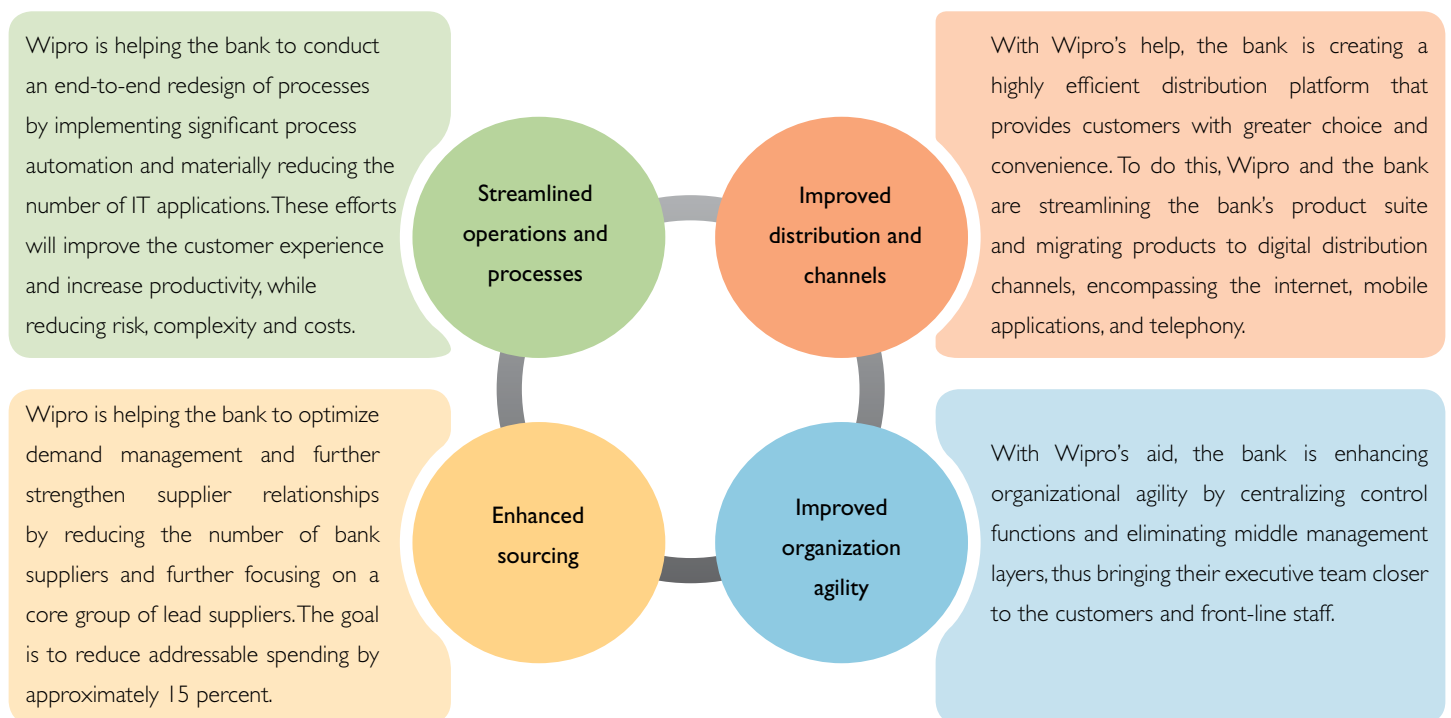 Wipro is helping the bank to conduct
an end-to-end redesign of processes
by implementing significant process
automation and materially reducing the
number of IT applications. These efforts
will improve the customer experience
and increase productivity, while
reducing risk, complexity and costs.
Streamlined
operations and
processes
Improved
distribution and
channels
With Wipro's help, the bank is creating a
highly efficient distribution platform that
provides customers with greater choice and
convenience. To do this, Wipro and the bank
are streamlining the bank's product suite
and migrating products to digital distribution
channels, encompassing the internet, mobile
applications, and telephony.
Wipro is helping the bank to optimize
demand management and further
strengthen supplier relationships
by reducing the number of bank
suppliers and further focusing on a
core group of lead suppliers. The goal
is to reduce addressable spending by
approximately 15 percent.
Enhanced
sourcing
Improved
organization
agility
With Wipro's aid, the bank is enhancing
organizational agility by centralizing control
functions and eliminating middle management
layers, thus bringing their executive team closer
to the customers and front-line staff.